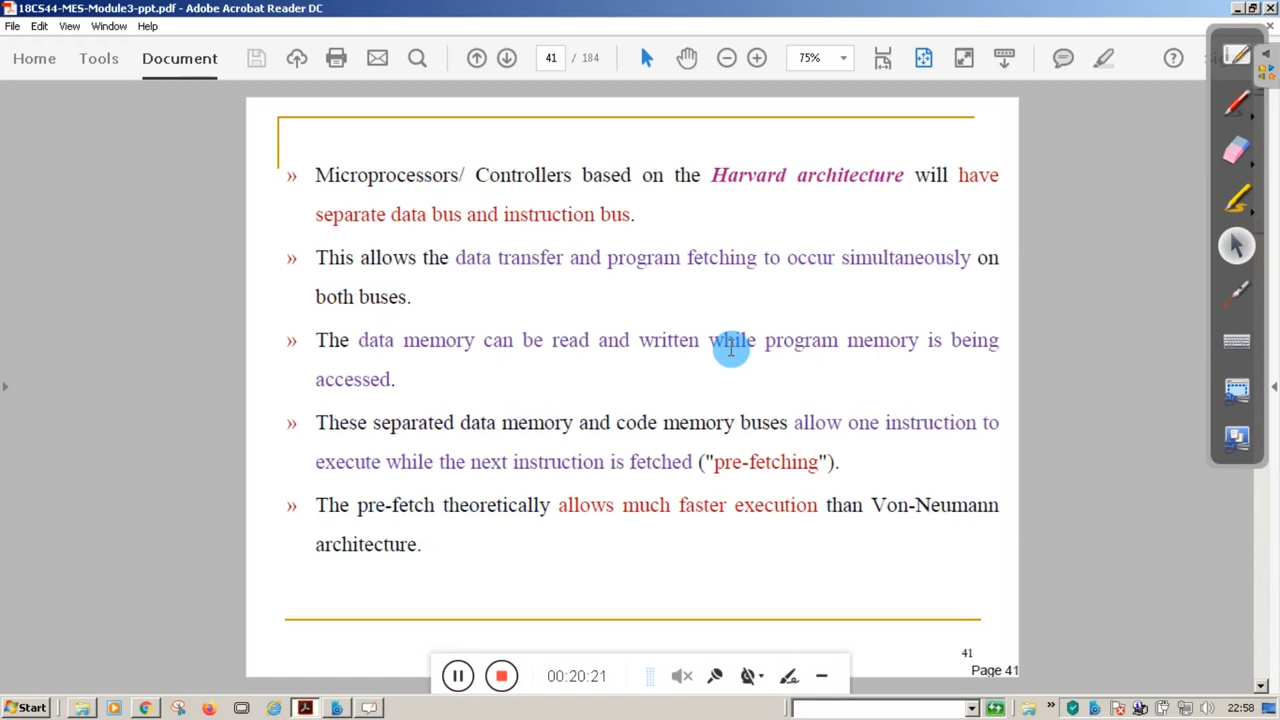 18CS44-MES-Module3-ppt.pdf - Adobe Acrobat Reader DC
File Edit View Window Help
Home Tools Document 41 / 184 75%
» Microprocessors/ Controllers based on the Harvard architecture will have
separate data bus and instruction bus.
» This allows the data transfer and program fetching to occur simultaneously on
both buses.
» The data memory can be read and written while program memory is being
accessed.
» These separated data memory and code memory buses allow one instruction to
execute while the next instruction is fetched ("pre-fetching").
» The pre-fetch theoretically allows much faster execution than Von-Neumann
architecture.
41
Page 41
00:20:21
Start 22:58